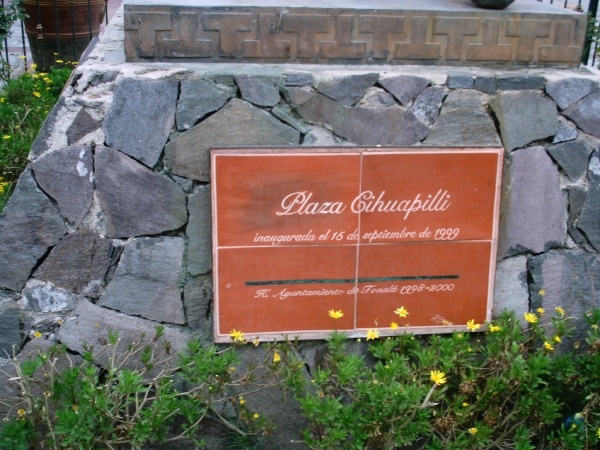 Plaza Cihuapilli
inaugurada el 15 de septiembre de 1999
H. Ayuntamiento de Tonalá 1998-2000